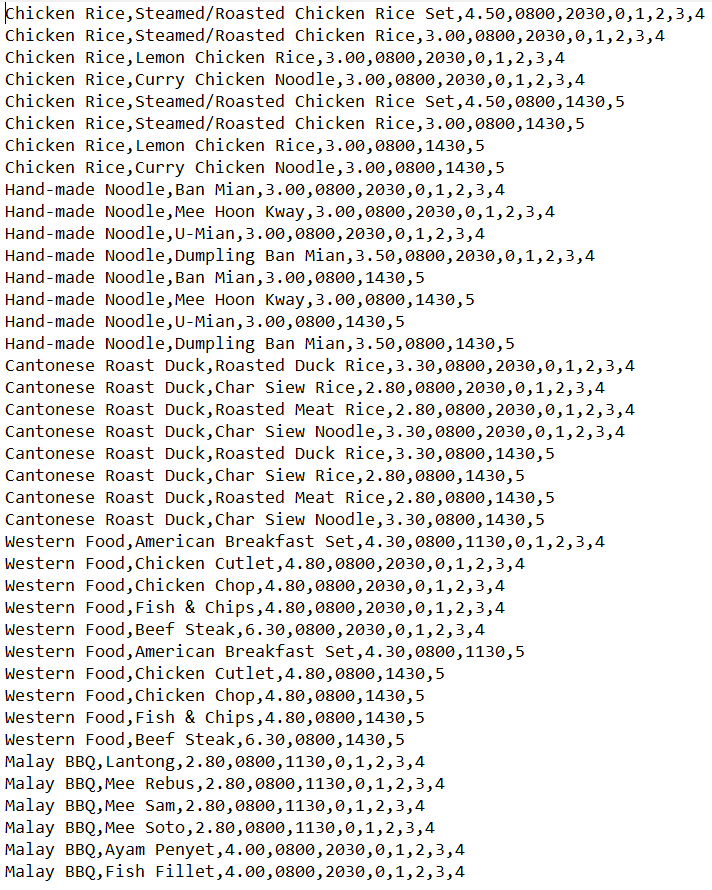 Chicken Rice,Steamed/Roasted Chicken Rice Set,4.50,0800,2030,0,1,2,3,4
Chicken Rice,Steamed/Roasted Chicken Rice,3.00,0800,2030,0,1,2,3,4
Chicken Rice,Lemon Chicken Rice,3.00,0800,2030,0,1,2,3,4
Chicken Rice,Curry Chicken Noodle,3.00,0800,2030,0,1,2,3,4
Chicken Rice,Steamed/Roasted Chicken Rice Set,4.50,0800,1430,5
Chicken Rice,Steamed/Roasted Chicken Rice,3.00,0800,1430,5
Chicken Rice,Lemon Chicken Rice,3.00,0800,1430,5
Chicken Rice,Curry Chicken Noodle,3.00,0800,1430,5
Hand-made Noodle,Ban Mian,3.00,0800,2030,0,1,2,3,4
Hand-made Noodle,Mee Hoon Kway,3.00,0800,2030,0,1,2,3,4
Hand-made Noodle,U-Mian,3.00,0800,2030,0,1,2,3,4
Hand-made Noodle,Dumpling Ban Mian,3.50,0800,2030,0,1,2,3,4
Hand-made Noodle,Ban Mian,3.00,0800,1430,5
Hand-made Noodle,Mee Hoon Kway,3.00,0800,1430,5
Hand-made Noodle,U-Mian,3.00,0800,1430,5
Hand-made Noodle,Dumpling Ban Mian,3.50,0800,1430,5
Cantonese Roast Duck,Roasted Duck Rice,3.30,0800,2030,0,1,2,3,4
Cantonese Roast Duck,Char Siew Rice,2.80,0800,2030,0,1,2,3,4
Cantonese Roast Duck,Roasted Meat Rice,2.80,0800,2030,0,1,2,3,4
Cantonese Roast Duck,Char Siew Noodle,3.30,0800,2030,0,1,2,3,4
Cantonese Roast Duck,Roasted Duck Rice,3.30,0800,1430,5
Cantonese Roast Duck,Char Siew Rice,2.80,0800,1430,5
Cantonese Roast Duck,Roasted Meat Rice,2.80,0800,1430,5
Cantonese Roast Duck,Char Siew Noodle,3.30,0800,1430,5
Western Food,American Breakfast Set,4.30,0800,1130,0,1,2,3,4
Western Food,Chicken Cutlet,4.80,0800,2030,0,1,2,3,4
Western Food,Chicken Chop,4.80,0800,2030,0,1,2,3,4
Western Food,Fish & Chips,4.80,0800,2030,0,1,2,3,4
Western Food,Beef Steak,6.30,0800,2030,0,1,2,3,4
Western Food,American Breakfast Set,4.30,0800,1130,5
Western Food,Chicken Cutlet,4.80,0800,1430,5
Western Food,Chicken Chop,4.80,0800,1430,5
Western Food,Fish & Chips,4.80,0800,1430,5
Western Food,Beef Steak,6.30,0800,1430,5
Malay BBQ,Lantong,2.80,0800,1130,0,1,2,3,4
Malay BBQ,Mee Rebus,2.80,0800,1130,0,1,2,3,4
Malay BBQ,Mee Sam,2.80,0800,1130,0,1,2,3,4
Malay BBQ,Mee Soto,2.80,0800,1130,0,1,2,3,4
Malay BBQ,Ayam Penyet,4.00,0800,2030,0,1,2,3,4
Malay BBQ,Fish Fillet,4.00,0800,2030,0,1,2,3,4